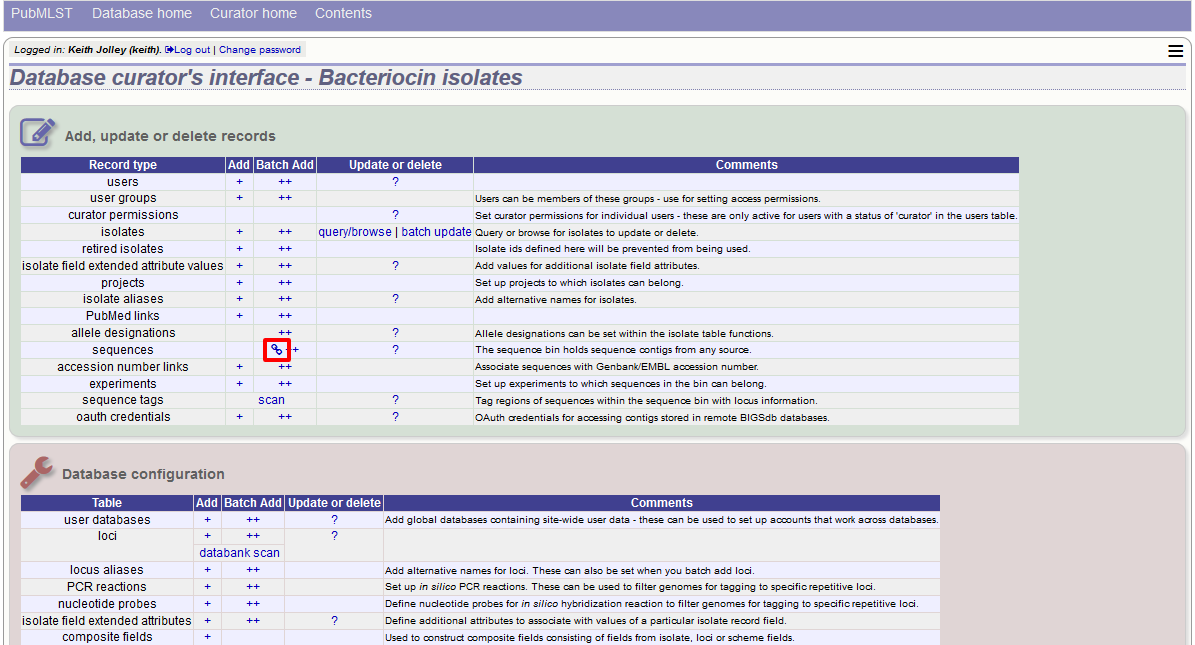 PubMLST Database home Curator home Contents
Logged in: Keith Jolley (keith). Log out | Change password
Database curator's interface - Bacteriocin isolates
Add, update or delete records
Record type Add Batch Add Update or delete Comments
users + ++ ?
user groups + ++ Users can be members of these groups - use for setting access permissions.
curator permissions ? Set curator permissions for individual users - these are only active for users with a status of 'curator' in the users table.
isolates + ++ query/browse | batch update Query or browse for isolates to update or delete.
retired isolates + ++ Isolate ids defined here will be prevented from being used.
isolate field extended attribute values + ++ ? Add values for additional isolate field attributes.
projects + ++ Set up projects to which isolates can belong.
isolate aliases + ++ ? Add alternative names for isolates.
PubMed links + ++
allele designations ++ ? Allele designations can be set within the isolate table functions.
sequences ++ ? The sequence bin holds sequence contigs from any source.
accession number links + ++ Associate sequences with Genbank/EMBL accession number.
experiments + ++ Set up experiments to which sequences in the bin can belong.
sequence tags scan ? Tag regions of sequences within the sequence bin with locus information.
oauth credentials + ++ ? OAuth credentials for accessing contigs stored in remote BIGSdb databases.
Database configuration
Table Add Batch Add Update or delete Comments
user databases + ++ ? Add global databases containing site-wide user data - these can be used to set up accounts that work across databases.
loci + ++ ?
databank scan
locus aliases + ++ Add alternative names for loci. These can also be set when you batch add loci.
PCR reactions + ++ Set up in silico PCR reactions. These can be used to filter genomes for tagging to specific repetitive loci.
nucleotide probes + ++ Define nucleotide probes for in silico hybridization reaction to filter genomes for tagging to specific repetitive loci.
isolate field extended attributes + ++ ? Define additional attributes to associate with values of a particular isolate record field.
composite fields + Used to construct composite fields consisting of fields from isolate, loci or scheme fields.